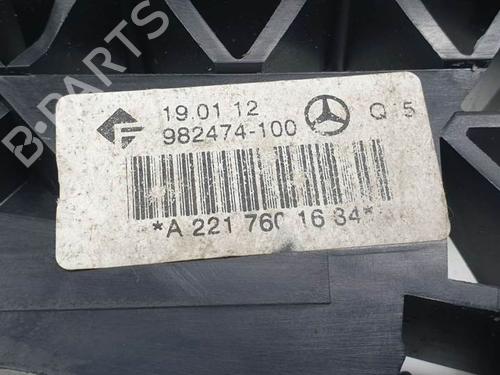 B-PARTS
F
19.01.12
982474-100
Q 5
*A 221 760 16 34*